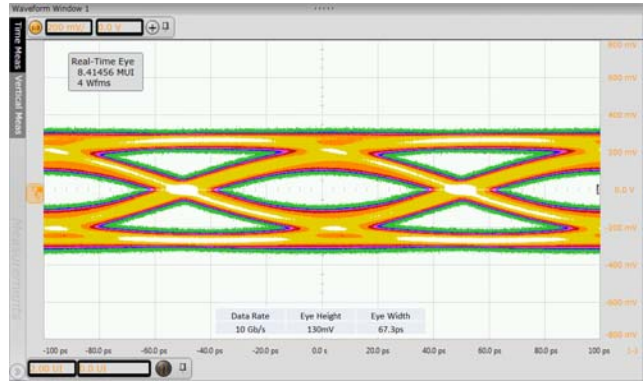 Waveform Window 1
200 mV/ 0.0 V
Time Meas
Vertical Meas
Measurements
Real-Time Eye
8.41456 MUI
4 Wfms
800 mV
600 mV
400 mV
200 mV
0.0 V
-200 mV
-400 mV
-600 mV
-800 mV
Data Rate Eye Height Eye Width
10 Gb/s 130mV 67.3ps
-100 ps -80.0 ps -60.0 ps -40.0 ps -20.0 ps 0.0 s 20.0 ps 40.0 ps 60.0 ps 80.0 ps 100 ps
2.00 UI 0.0 UI